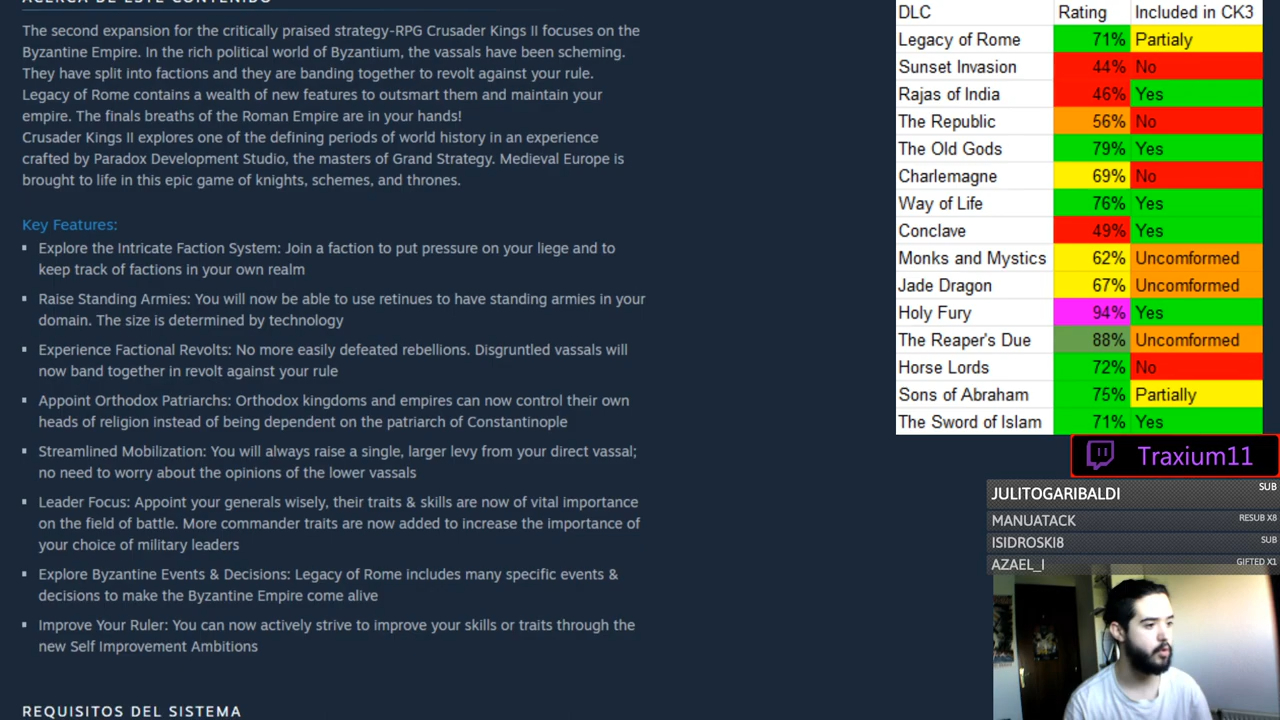 ACERCA DE ESTE CONTENIDO
The second expansion for the critically praised strategy-RPG Crusader Kings II focuses on the
Byzantine Empire. In the rich political world of Byzantium, the vassals have been scheming.
They have split into factions and they are banding together to revolt against your rule.
Legacy of Rome contains a wealth of new features to outsmart them and maintain your
empire. The finals breaths of the Roman Empire are in your hands!
Crusader Kings II explores one of the defining periods of world history in an experience
crafted by Paradox Development Studio, the masters of Grand Strategy. Medieval Europe is
brought to life in this epic game of knights, schemes, and thrones.
Key Features:
Explore the Intricate Faction System: Join a faction to put pressure on your liege and to
keep track of factions in your own realm
Raise Standing Armies: You will now be able to use retinues to have standing armies in your
domain. The size is determined by technology
Experience Factional Revolts: No more easily defeated rebellions. Disgruntled vassals will
now band together in revolt against your rule
Appoint Orthodox Patriarchs: Orthodox kingdoms and empires can now control their own
heads of religion instead of being dependent on the patriarch of Constantinople
Streamlined Mobilization: You will always raise a single, larger levy from your direct vassal;
no need to worry about the opinions of the lower vassals
Leader Focus: Appoint your generals wisely, their traits & skills are now of vital importance
on the field of battle. More commander traits are now added to increase the importance of
your choice of military leaders
Explore Byzantine Events & Decisions: Legacy of Rome includes many specific events &
decisions to make the Byzantine Empire come alive
Improve Your Ruler: You can now actively strive to improve your skills or traits through the
new Self Improvement Ambitions
REQUISITOS DEL SISTEMA
DLC Rating Included in CK3
Legacy of Rome 71% Partialy
Sunset Invasion 44% No
Rajas of India 46% Yes
The Republic 56% No
The Old Gods 79% Yes
Charlemagne 69% No
Way of Life 76% Yes
Conclave 49% Yes
Monks and Mystics 62% Uncomformed
Jade Dragon 67% Uncomformed
Holy Fury 94% Yes
The Reaper's Due 88% Uncomformed
Horse Lords 72% No
Sons of Abraham 75% Partially
The Sword of Islam 71% Yes
Traxium11
JULITOGARIBALDI SUB
MANUATACK RESUB X8
ISIDROSKI8 SUB
AZAEL_I GIFTED X1